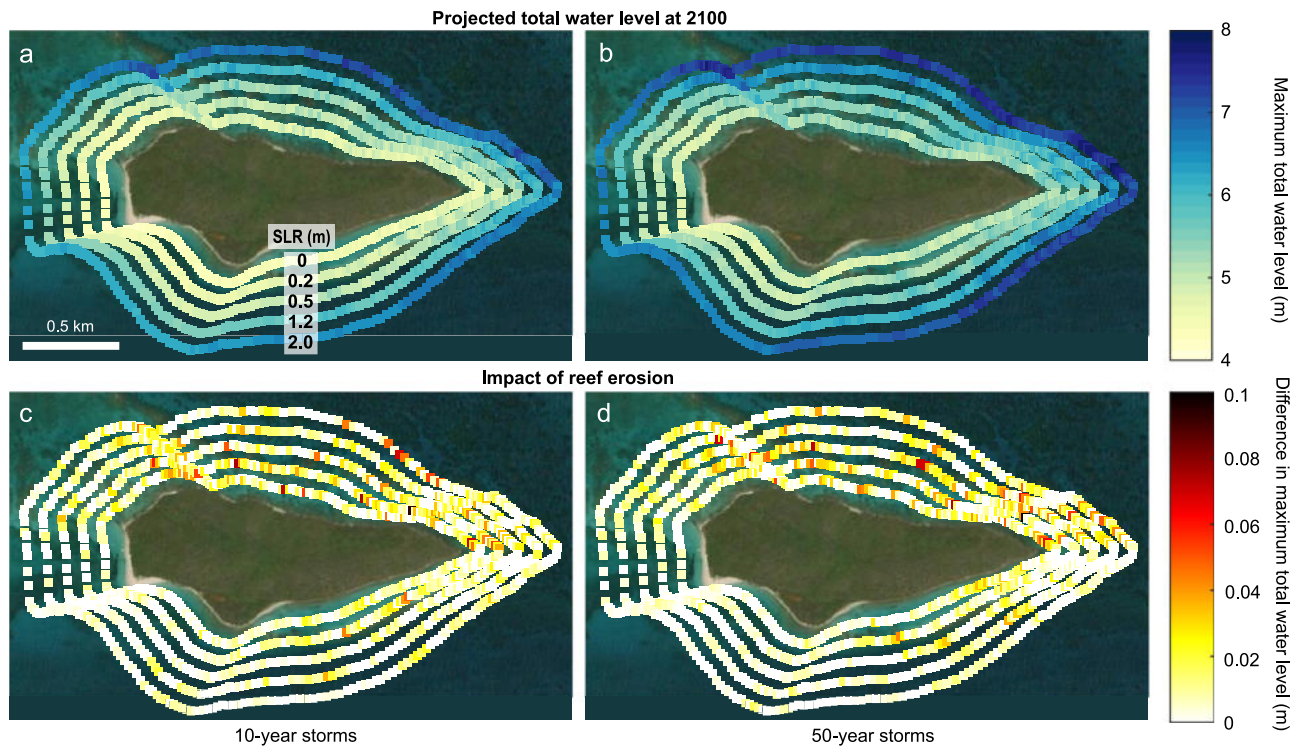 Projected total water level at 2100
a
b
SLR (m)
0
0.2
0.5
1.2
2.0
0.5 km
8
7
6
5
4
Maximum total water level (m)
Impact of reef erosion
c
d
0.1
0.08
0.06
0.04
0.02
0
Difference in maximum total water level (m)
10-year storms
50-year storms